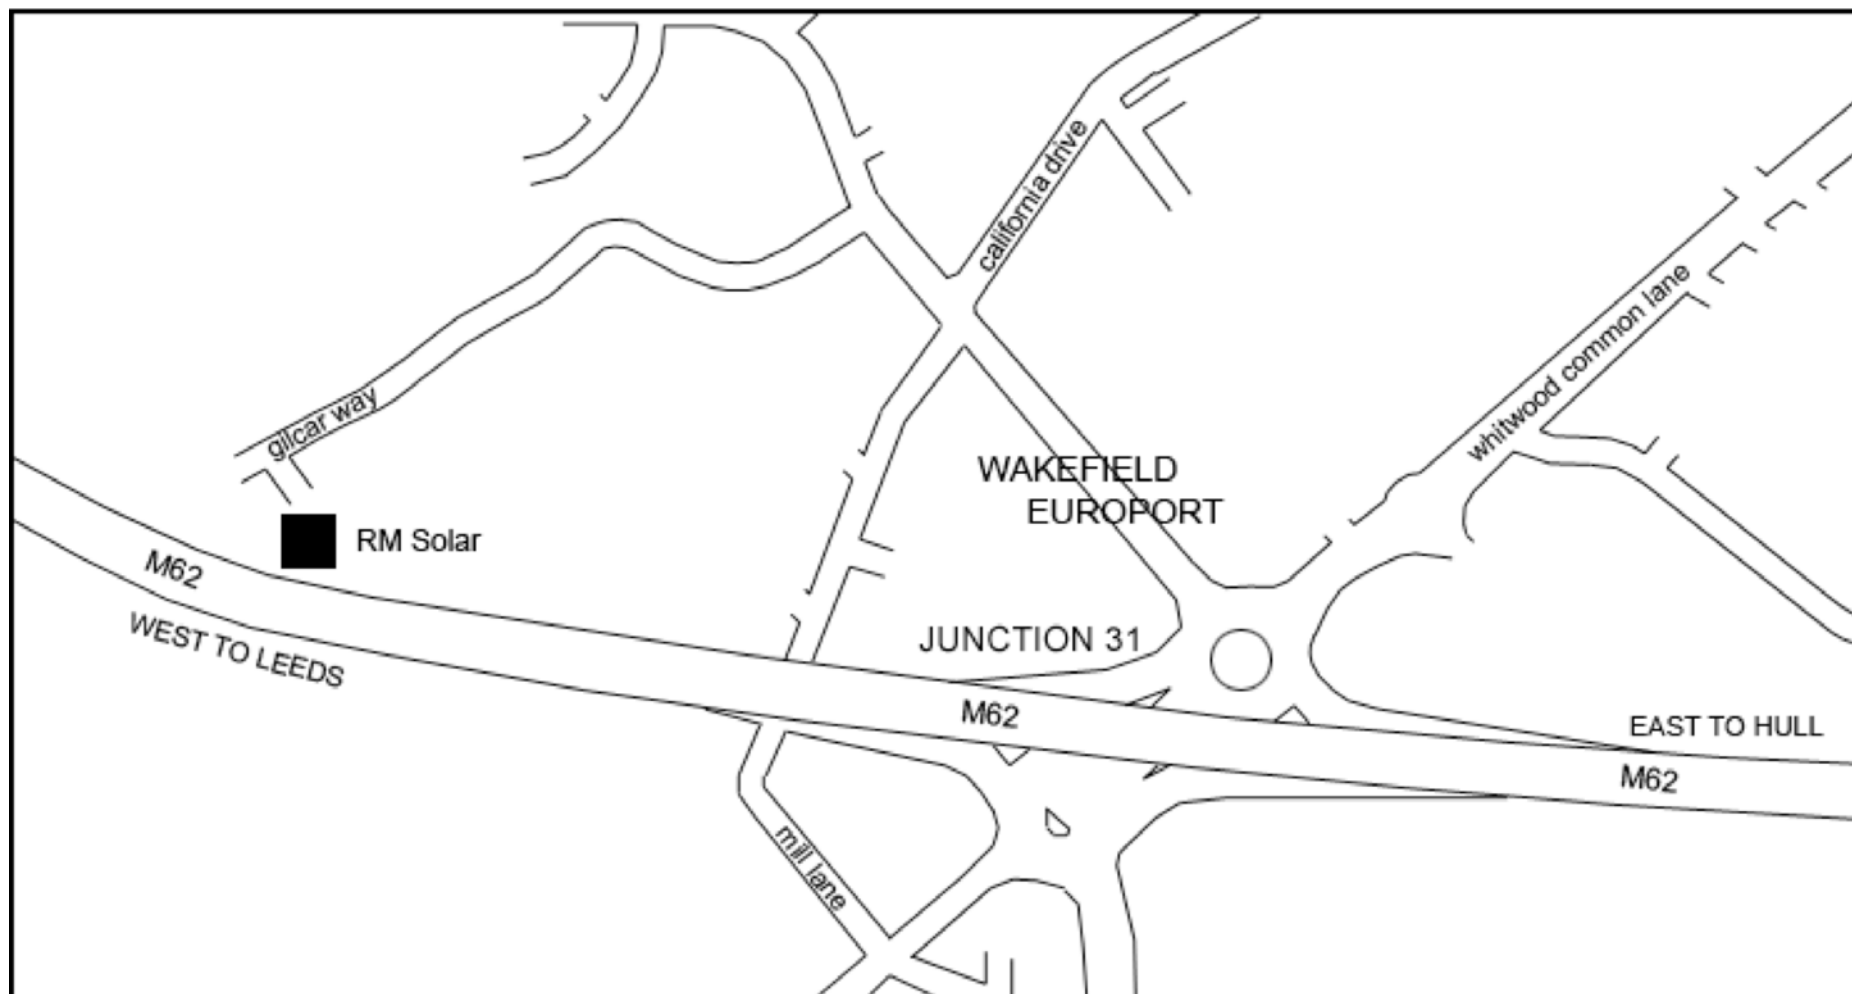 california drive
whitwood common lane
gilcar way
WAKEFIELD
EUROPORT
RM Solar
M62
WEST TO LEEDS
JUNCTION 31
M62
EAST TO HULL
M62
mill lane